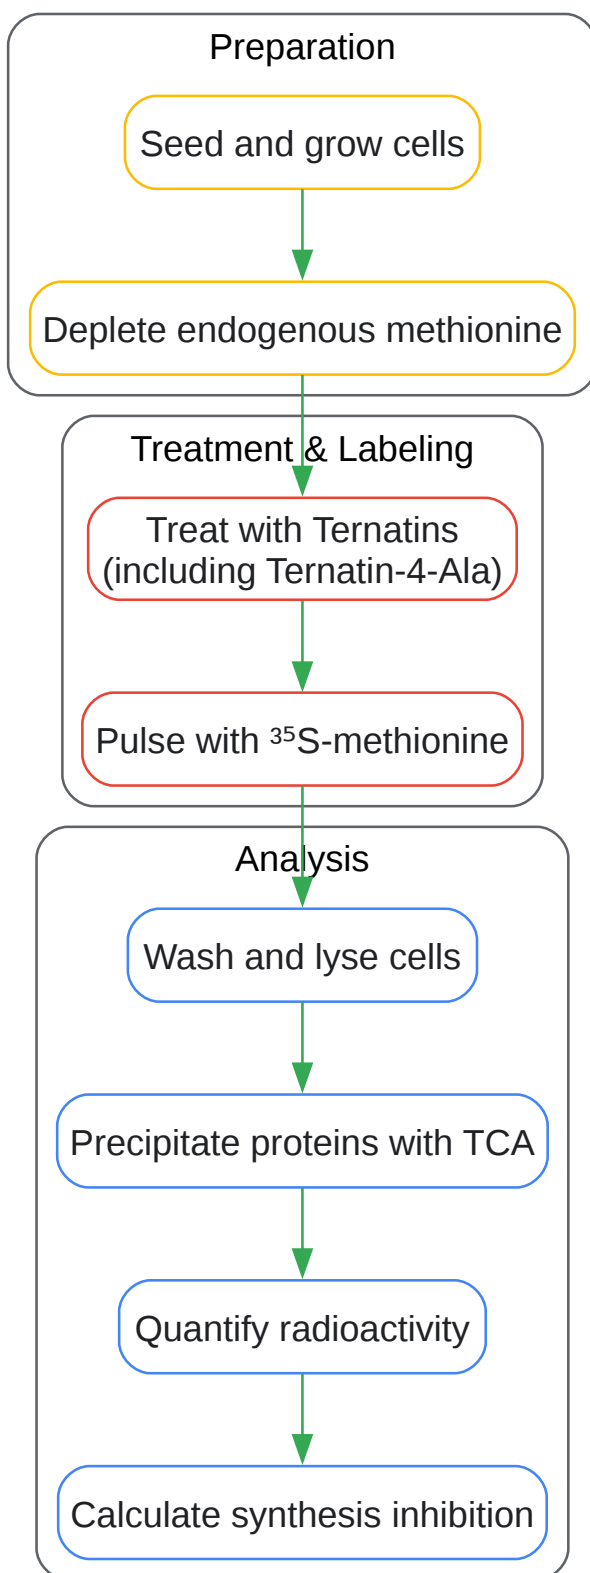 Preparation
Seed and grow cells
Deplete endogenous methionine
Treatment & Labeling
Treat with Ternatins
(including Ternatin-4-Ala)
Pulse with ³⁵S-methionine
Analysis
Wash and lyse cells
Precipitate proteins with TCA
Quantify radioactivity
Calculate synthesis inhibition